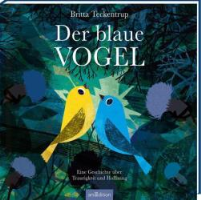 Britta Teckentrup
Der blaue
VOGEL
Eine Geschichte über
Traurigkeit und Hoffnung
arsEdition